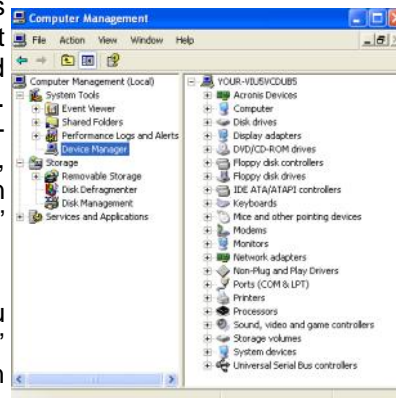 Computer Management
File Action View Window Help
Computer Management (Local)
System Tools
Event Viewer
Shared Folders
Performance Logs and Alerts
Device Manager
Storage
Removable Storage
Disk Defragmenter
Disk Management
Services and Applications
YOUR-VIU5VCDUBS
Acronis Devices
Computer
Disk drives
Display adapters
DVD/CD-ROM drives
Floppy disk controllers
Floppy disk drives
IDE ATA/ATAPI controllers
Keyboards
Mice and other pointing devices
Modems
Monitors
Network adapters
Non-Plug and Play Drivers
Ports (COM & LPT)
Printers
Processors
Sound, video and game controllers
Storage volumes
System devices
Universal Serial Bus controllers